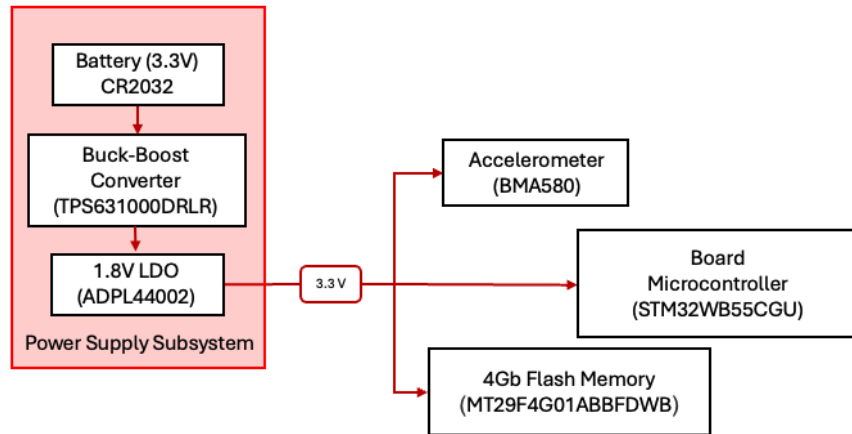 Battery (3.3V)
CR2032
Buck-Boost
Converter
(TPS631000DRLR)
1.8V LDO
(ADPL44002)
Power Supply Subsystem
3.3 V
Accelerometer
(BMA580)
Board
Microcontroller
(STM32WB55CGU)
4Gb Flash Memory
(MT29F4G01ABBFDWB)